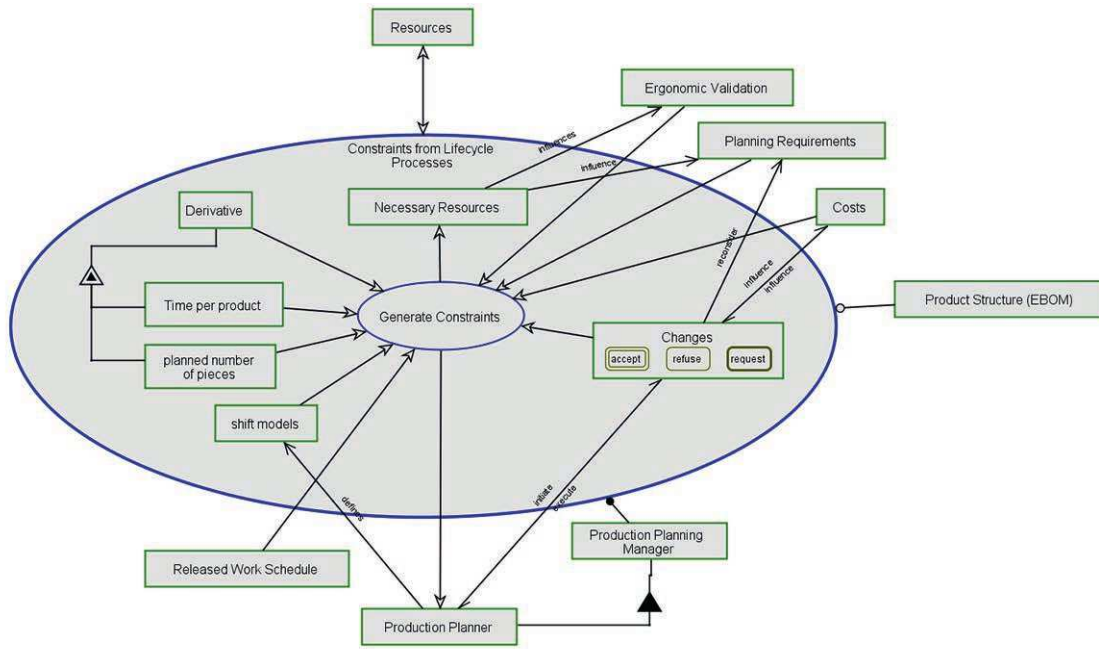 Resources
Ergonomic Validation
Constraints from Lifecycle
Processes
influences
Planning Requirements
influence
Derivative
Necessary Resources
Costs
reconsider
influence
influence
Time per product
Generate Constraints
Product Structure (EBOM)
Changes
accept
refuse
request
planned number
of pieces
shift models
defines
initiate
execute
Production Planning
Manager
Released Work Schedule
Production Planner